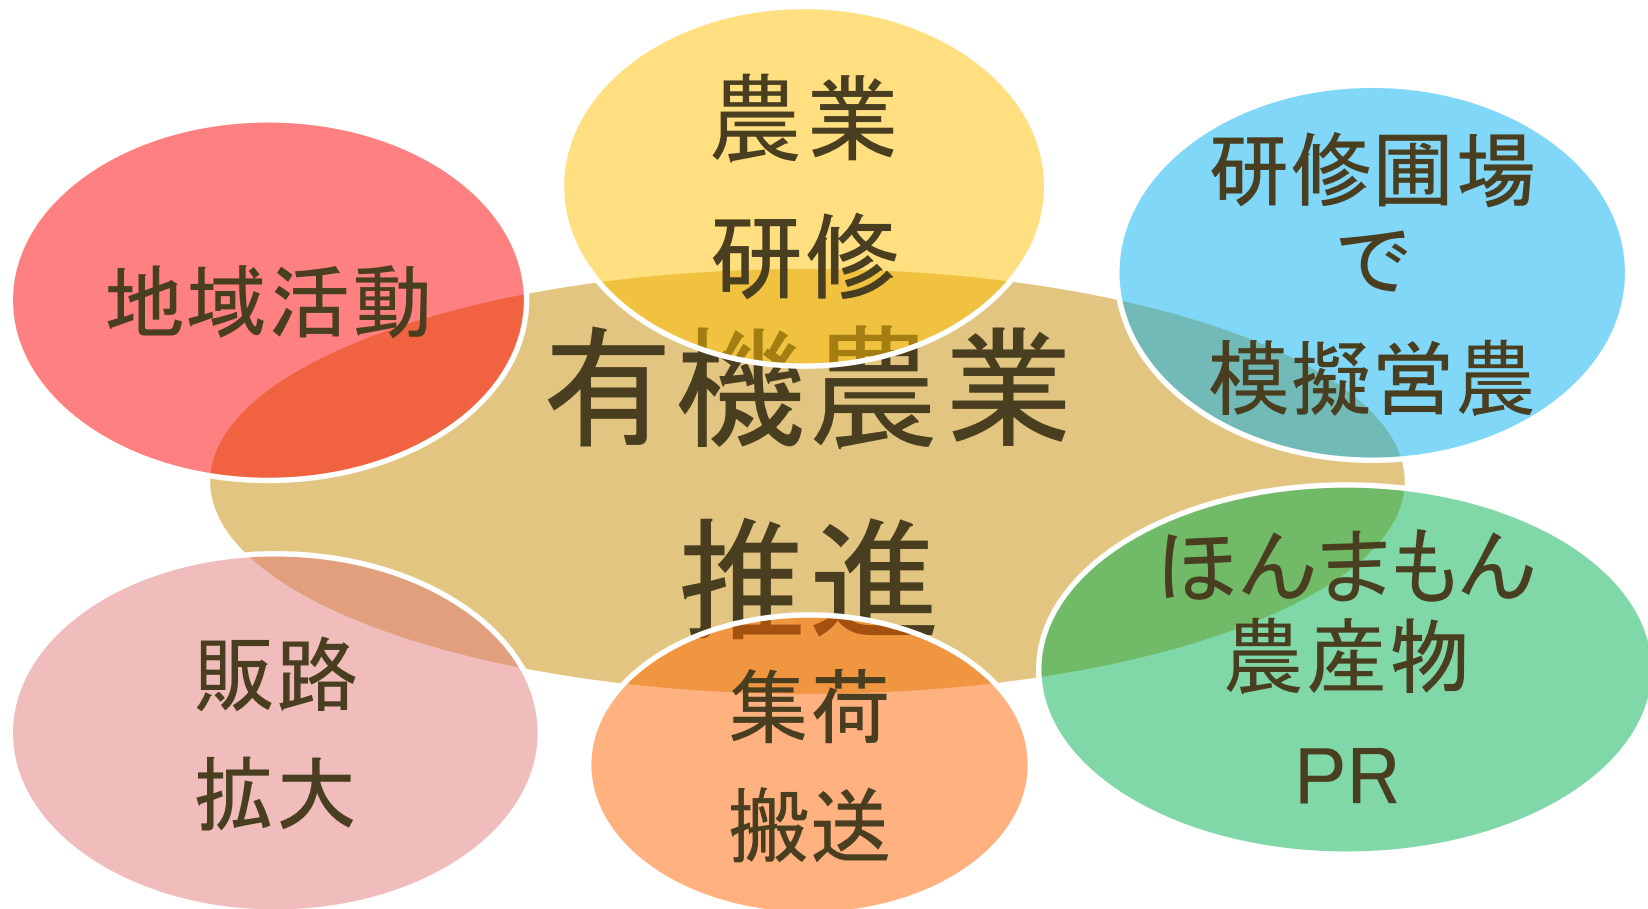 農業
研修
研修圃場
で
模擬営農
地域活動
有機農業
推進
ほんまもん
農産物
PR
販路
拡大
集荷
搬送